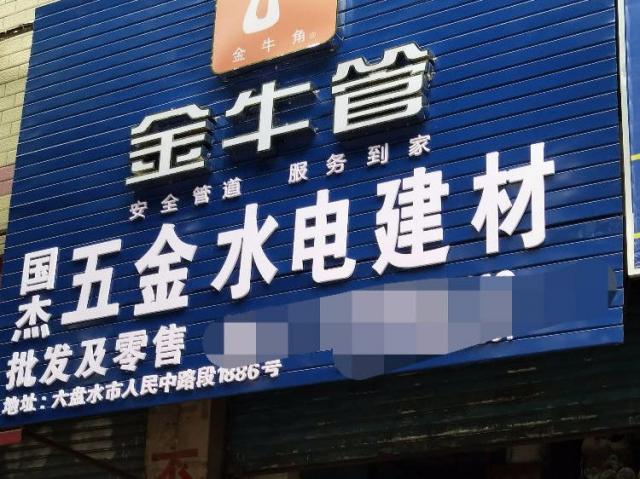 金牛角
金牛管
安全管道 服务到家
国杰 五金水电建材
批发及零售
地址:六盘水市人民中路段1886号